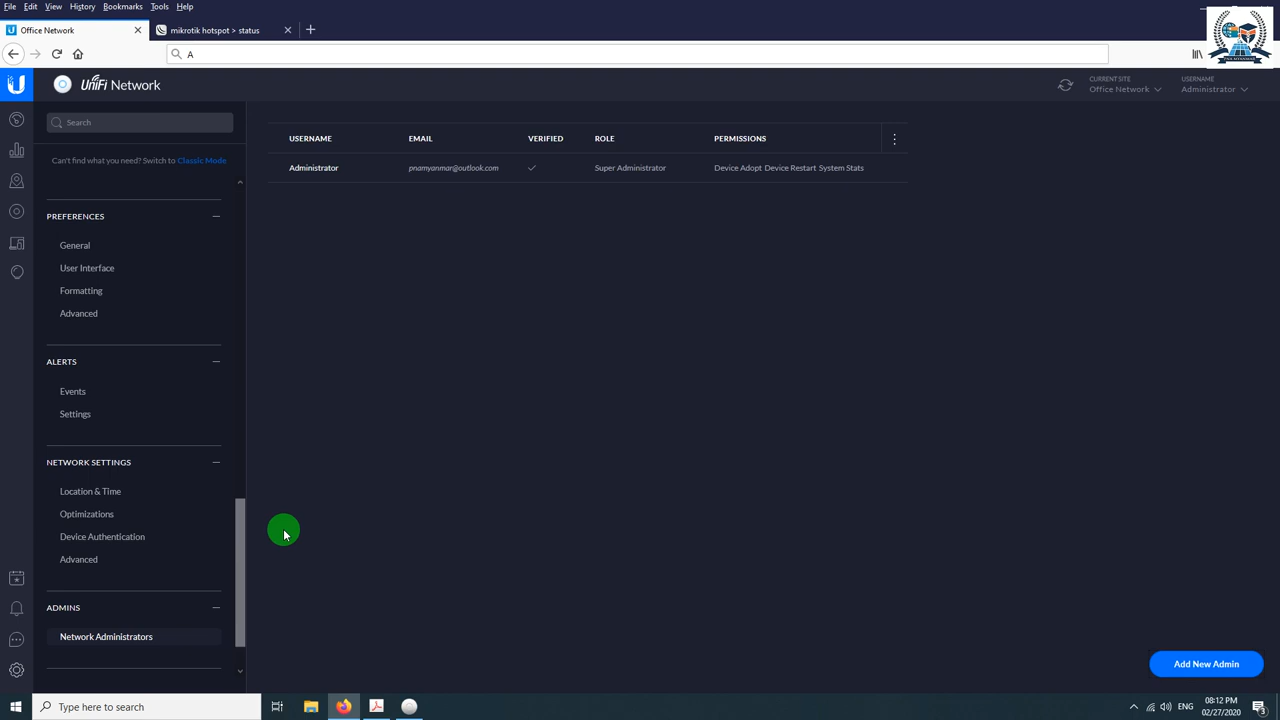 File Edit View History Bookmarks Tools Help
Office Network
mikrotik hotspot > status
A
UniFi Network
CURRENT SITE
Office Network
USERNAME
Administrator
Search
Can't find what you need? Switch to Classic Mode
USERNAME EMAIL VERIFIED ROLE PERMISSIONS
Administrator pnamyanmar@outlook.com Super Administrator Device Adopt Device Restart System Stats
PREFERENCES
General
User Interface
Formatting
Advanced
ALERTS
Events
Settings
NETWORK SETTINGS
Location & Time
Optimizations
Device Authentication
Advanced
ADMINS
Network Administrators
Add New Admin
Type here to search
ENG
08:12 PM
02/27/2020
3